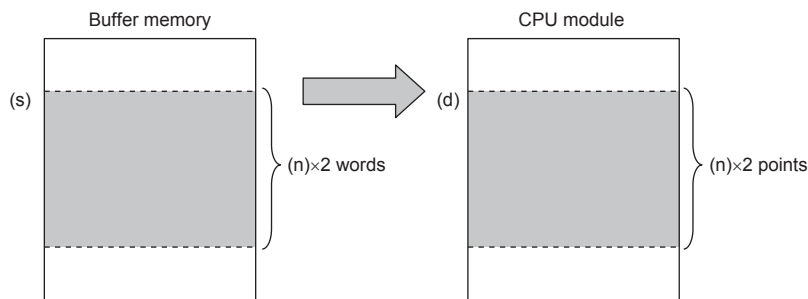 Buffer memory
CPU module
(s)
(d)
(n)×2 words
(n)×2 points